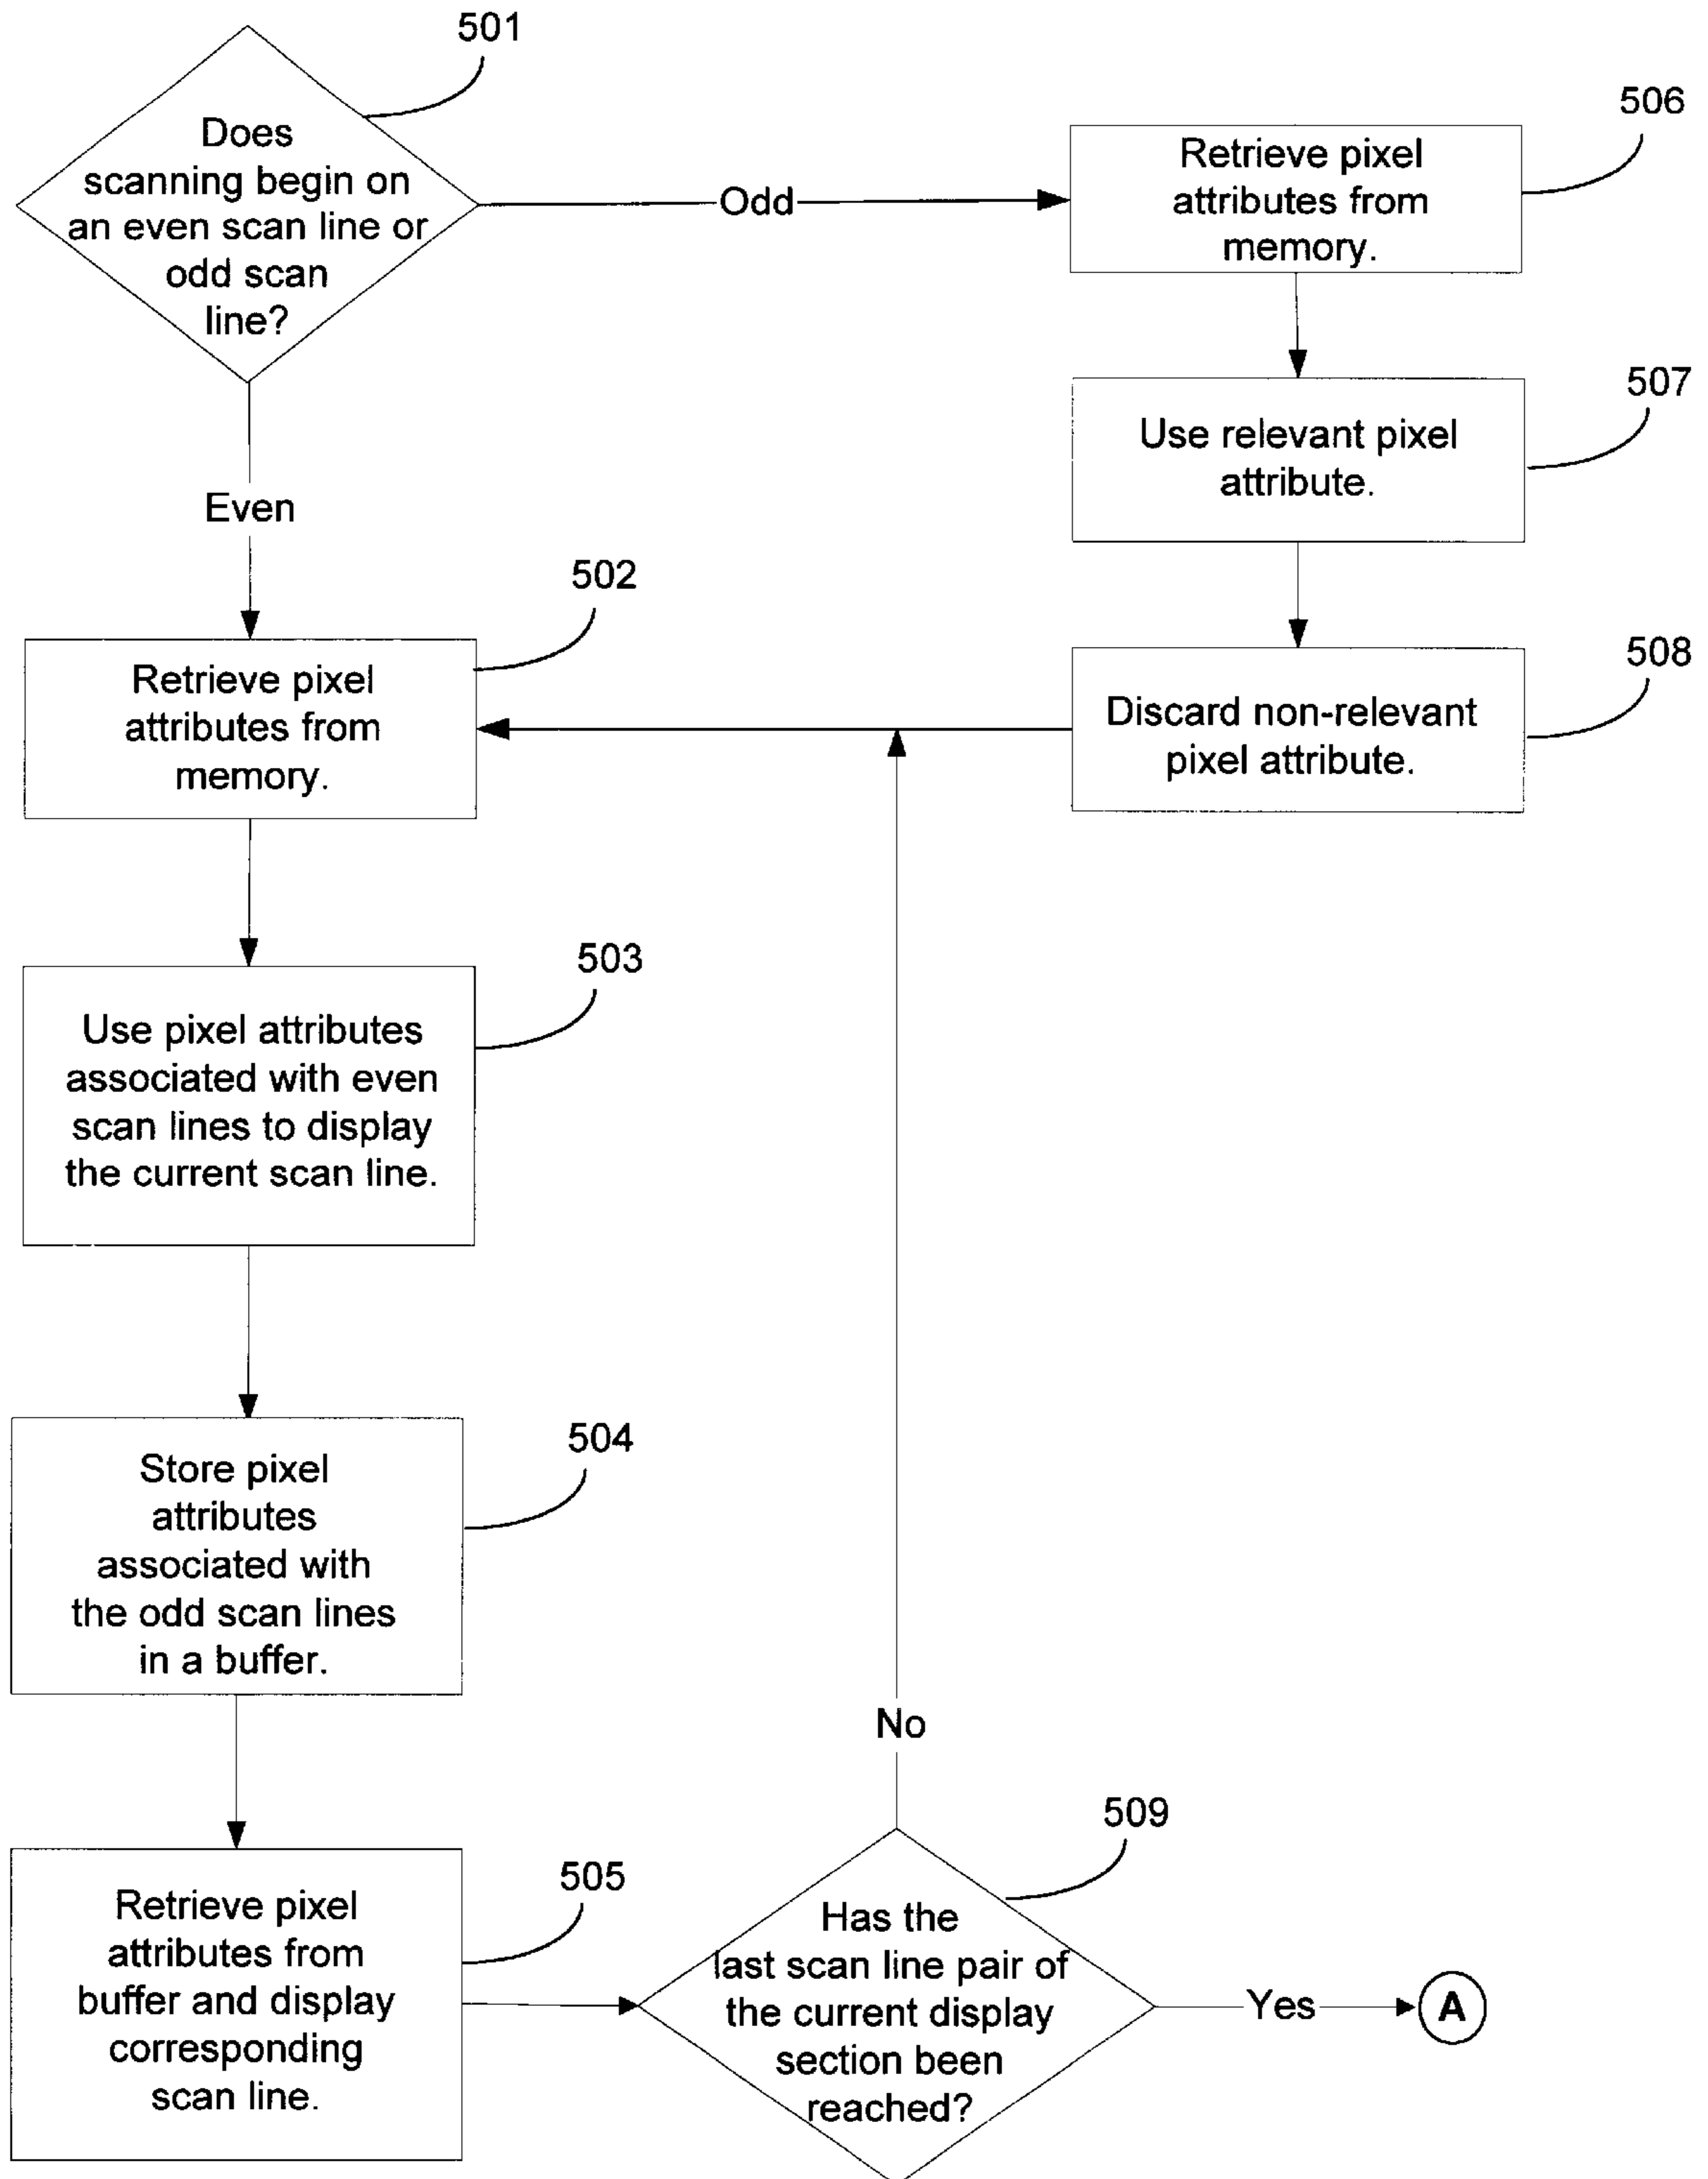 501
Does
scanning begin on
an even scan line or
odd scan
line?
Odd
506
Retrieve pixel
attributes from
memory.
507
Use relevant pixel
attribute.
Even
502
Retrieve pixel
attributes from
memory.
508
Discard non-relevant
pixel attribute.
503
Use pixel attributes
associated with even
scan lines to display
the current scan line.
504
Store pixel
attributes
associated with
the odd scan lines
in a buffer.
No
505
Retrieve pixel
attributes from
buffer and display
corresponding
scan line.
509
Has the
last scan line pair of
the current display
section been
reached?
Yes
A